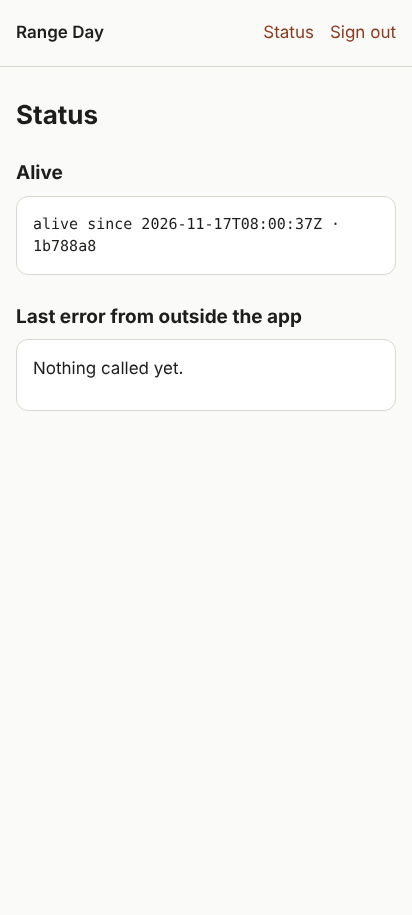 Range Day
Status Sign out
Status
Alive
alive since 2026-11-17T08:00:37Z ·
1b788a8
Last error from outside the app
Nothing called yet.